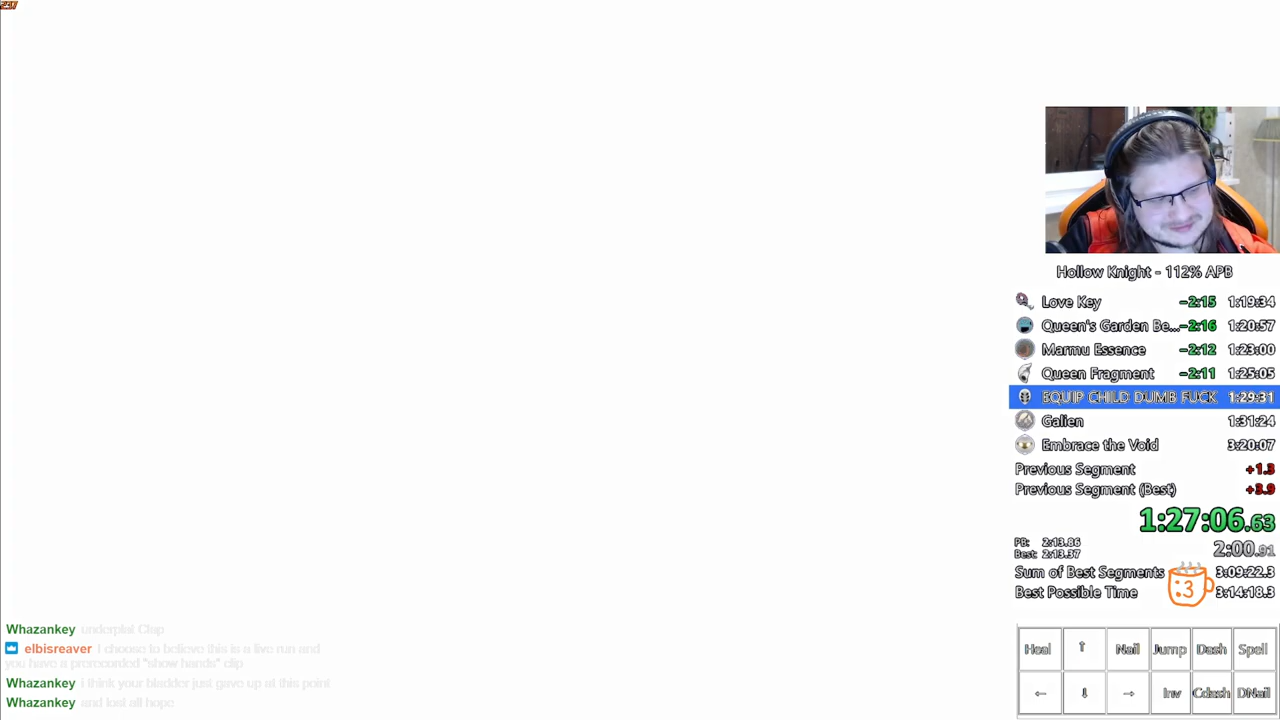 237
Hollow Knight - 112% APB
Love Key -2:15 1:19:34
Queen's Garden Be... -2:16 1:20:57
Marmu Essence -2:12 1:23:00
Queen Fragment -2:11 1:25:05
EQUIP CHILD DUMB FUCK 1:29:31
Galien 1:31:24
Embrace the Void 3:20:07
Previous Segment +1.3
Previous Segment (Best) +3.9
1:27:06.63
PB: 2:13.86
Best: 2:13.37
2:00.91
Sum of Best Segments 3:09:22.3
Best Possible Time 3:14:18.3
:3
Heal ↑ Nail Jump Dash Spell
← ↓ → Inv Cdash DNail
Whazankey underplai Clap
elbisreaver I choose to believe this is a live run and
you have a prerecorded "show hands" clip
Whazankey i think your bladder just gave up at this point
Whazankey and lost all hope